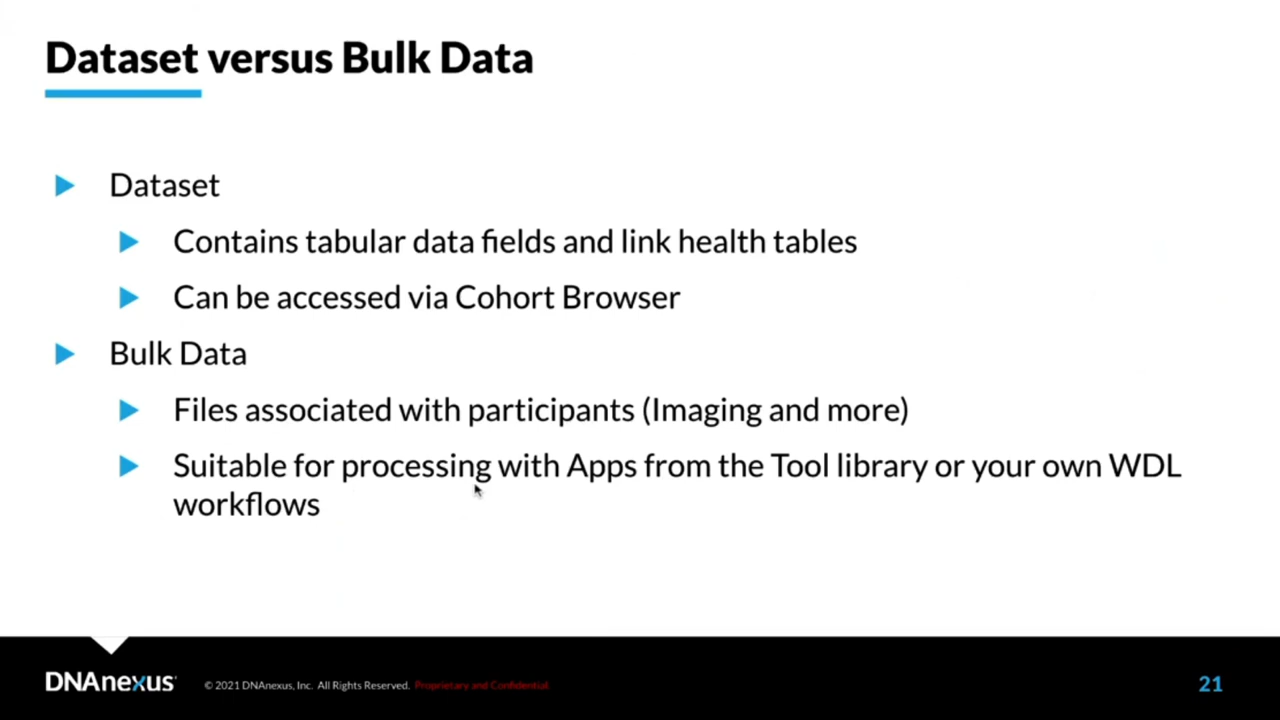 Dataset versus Bulk Data
Dataset
Contains tabular data fields and link health tables
Can be accessed via Cohort Browser
Bulk Data
Files associated with participants (Imaging and more)
Suitable for processing with Apps from the Tool library or your own WDL
workflows
DNAnexus
© 2021 DNAnexus, Inc. All Rights Reserved. Proprietary and Confidential.
21